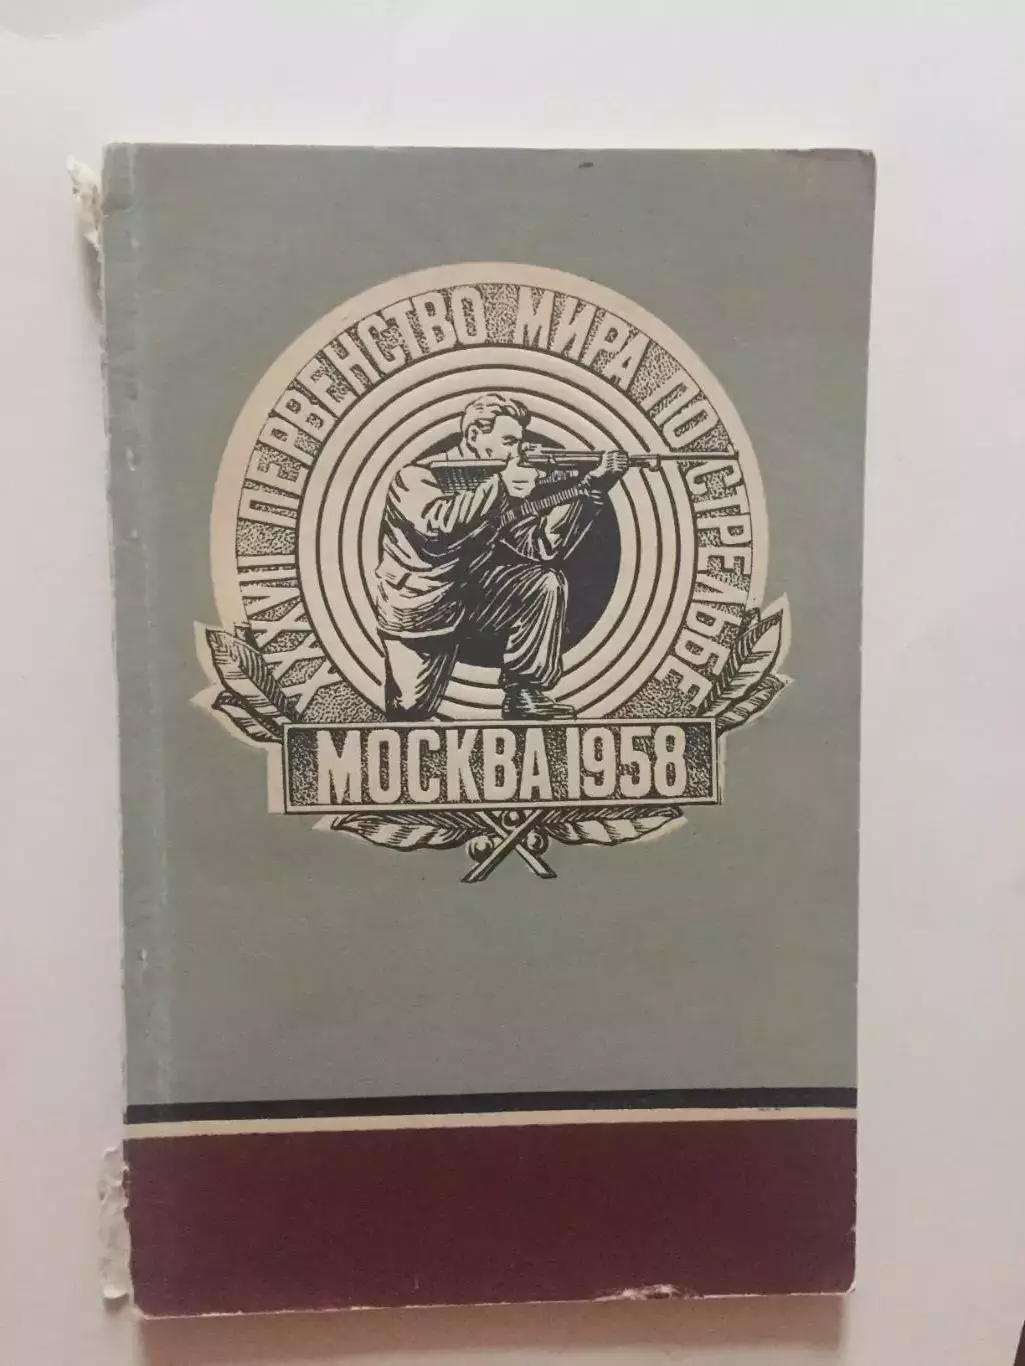 XXXVII ПЕРВЕНСТВО МИРА ПО СТРЕЛЬБЕ
МОСКВА 1958